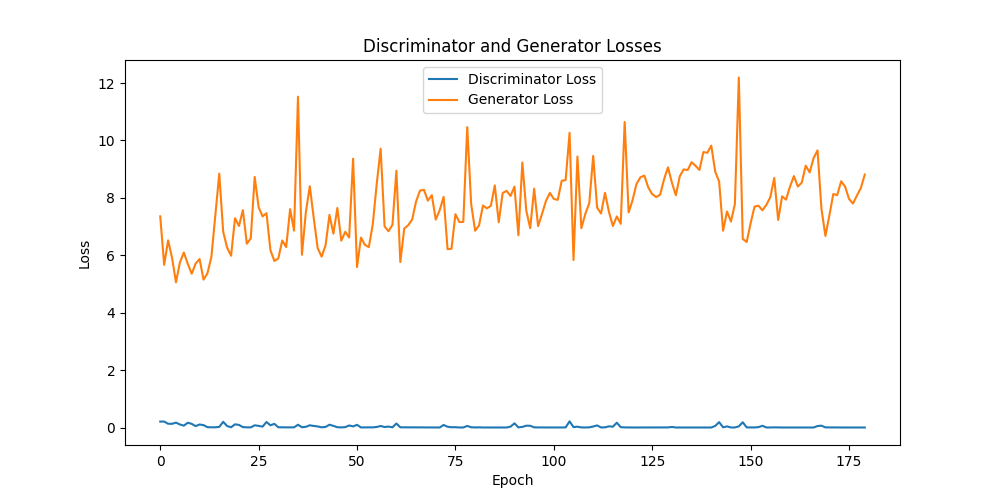 Discriminator and Generator Losses
Discriminator Loss
Generator Loss
12
10
8
6
4
2
0
Loss
0 25 50 75 100 125 150 175
Epoch